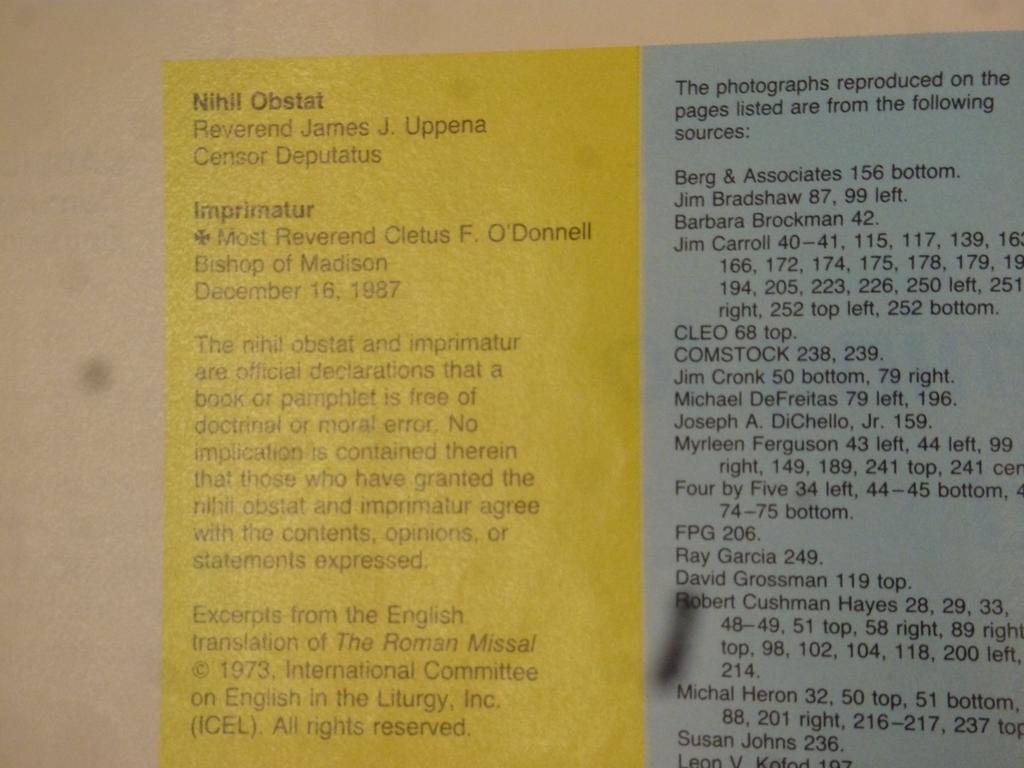 Nihil Obstat
Reverend James J. Uppena
Censor Deputatus
Imprimatur
✠ Most Reverend Cletus F. O'Donnell
Bishop of Madison
December 16, 1987
The nihil obstat and imprimatur
are official declarations that a
book or pamphlet is free of
doctrinal or moral error. No
implication is contained therein
that those who have granted the
nihil obstat and imprimatur agree
with the contents, opinions, or
statements expressed.
Excerpts from the English
translation of The Roman Missal
© 1973, International Committee
on English in the Liturgy, Inc.
(ICEL). All rights reserved.
The photographs reproduced on the
pages listed are from the following
sources:
Berg & Associates 156 bottom.
Jim Bradshaw 87, 99 left.
Barbara Brockman 42.
Jim Carroll 40–41, 115, 117, 139,
166, 172, 174, 175, 178, 179,
194, 205, 223, 226, 250 left, 251
right, 252 top left, 252 bottom.
CLEO 68 top.
COMSTOCK 238, 239.
Jim Cronk 50 bottom, 79 right.
Michael DeFreitas 79 left, 196.
Joseph A. DiChello, Jr. 159.
Myrleen Ferguson 43 left, 44 left, 99
right, 149, 189, 241 top, 241
Four by Five 34 left, 44–45 bottom,
74–75 bottom.
FPG 206.
Ray Garcia 249.
David Grossman 119 top.
Robert Cushman Hayes 28, 29, 33,
48–49, 51 top, 58 right, 89 right
top, 98, 102, 104, 118, 200 left,
214.
Michal Heron 32, 50 top, 51 bottom,
88, 201 right, 216–217, 237 top
Susan Johns 236.
Leon V. Kofod 197